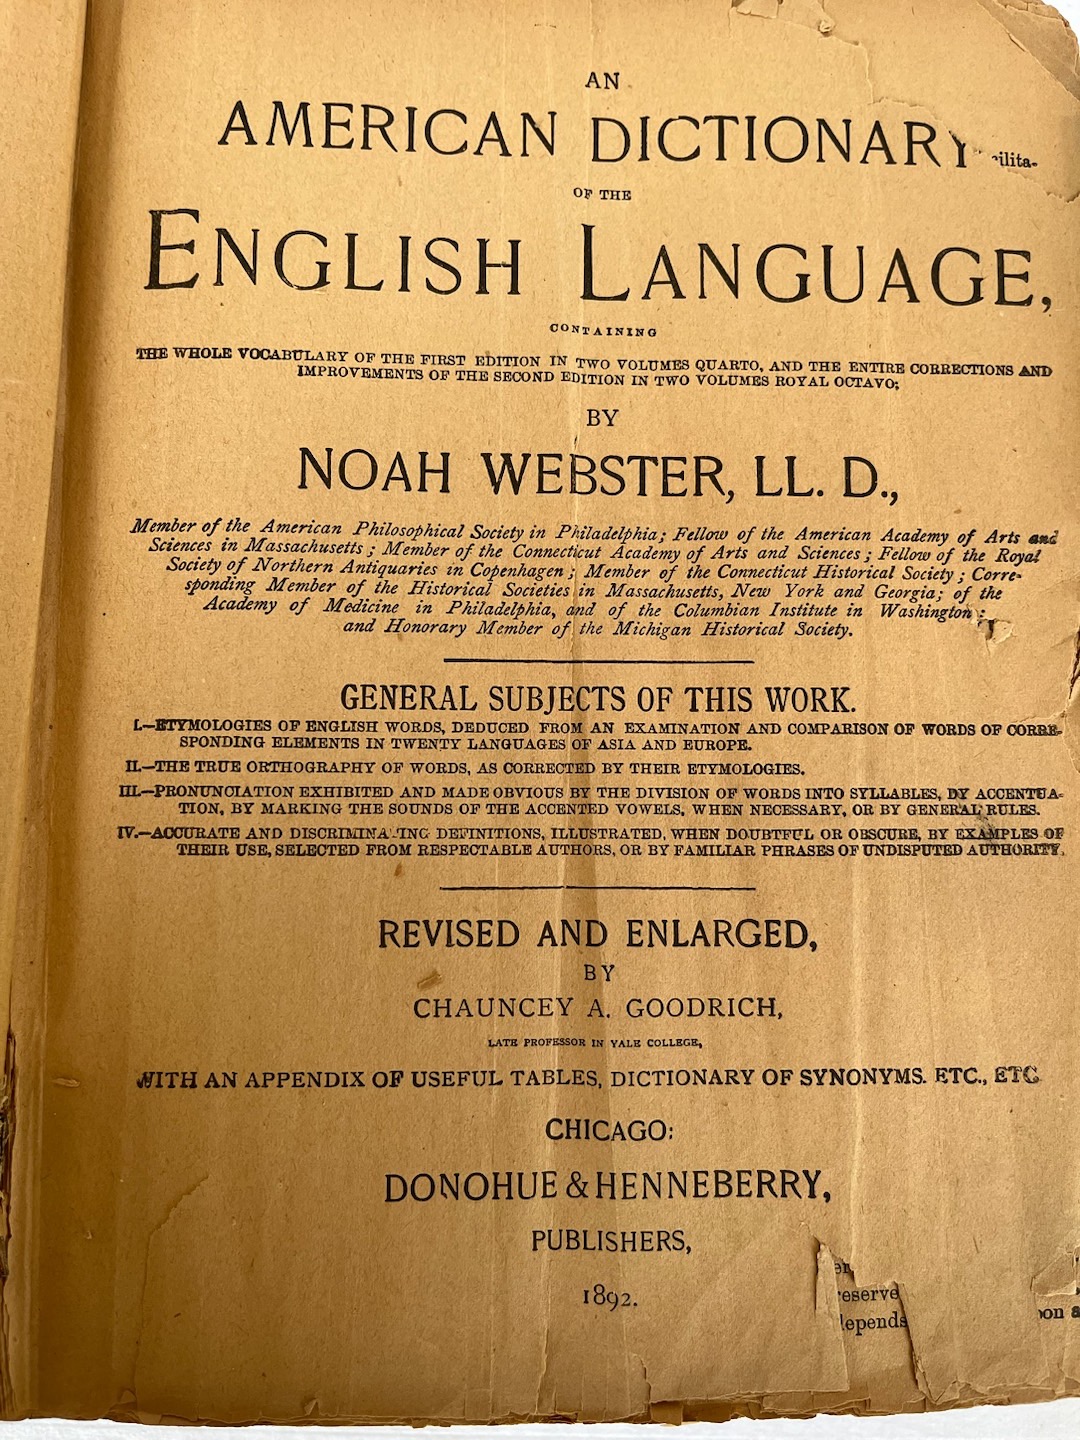 AN
AMERICAN DICTIONARY
OF THE
ENGLISH LANGUAGE,
CONTAINING
THE WHOLE VOCABULARY OF THE FIRST EDITION IN TWO VOLUMES QUARTO, AND THE ENTIRE CORRECTIONS AND
IMPROVEMENTS OF THE SECOND EDITION IN TWO VOLUMES ROYAL OCTAVO;
BY
NOAH WEBSTER, LL. D.,
Member of the American Philosophical Society in Philadelphia; Fellow of the American Academy of Arts and
Sciences in Massachusetts; Member of the Connecticut Academy of Arts and Sciences; Fellow of the Royal
Society of Northern Antiquaries in Copenhagen; Member of the Connecticut Historical Society; Corre-
sponding Member of the Historical Societies in Massachusetts, New York and Georgia; of the
Academy of Medicine in Philadelphia, and of the Columbian Institute in Washington;
and Honorary Member of the Michigan Historical Society.
GENERAL SUBJECTS OF THIS WORK.
I.—ETYMOLOGIES OF ENGLISH WORDS, DEDUCED FROM AN EXAMINATION AND COMPARISON OF WORDS OF CORRE-
SPONDING ELEMENTS IN TWENTY LANGUAGES OF ASIA AND EUROPE.
II.—THE TRUE ORTHOGRAPHY OF WORDS, AS CORRECTED BY THEIR ETYMOLOGIES.
III.—PRONUNCIATION EXHIBITED AND MADE OBVIOUS BY THE DIVISION OF WORDS INTO SYLLABLES, BY ACCENTUA-
TION, BY MARKING THE SOUNDS OF THE ACCENTED VOWELS, WHEN NECESSARY, OR BY GENERAL RULES.
IV.—ACCURATE AND DISCRIMINATING DEFINITIONS, ILLUSTRATED, WHEN DOUBTFUL OR OBSCURE, BY EXAMPLES OF
THEIR USE, SELECTED FROM RESPECTABLE AUTHORS, OR BY FAMILIAR PHRASES OF UNDISPUTED AUTHORITY.
REVISED AND ENLARGED,
BY
CHAUNCEY A. GOODRICH,
LATE PROFESSOR IN YALE COLLEGE,
WITH AN APPENDIX OF USEFUL TABLES, DICTIONARY OF SYNONYMS. ETC., ETC
CHICAGO:
DONOHUE & HENNEBERRY,
PUBLISHERS,
1892.
reserve
depends